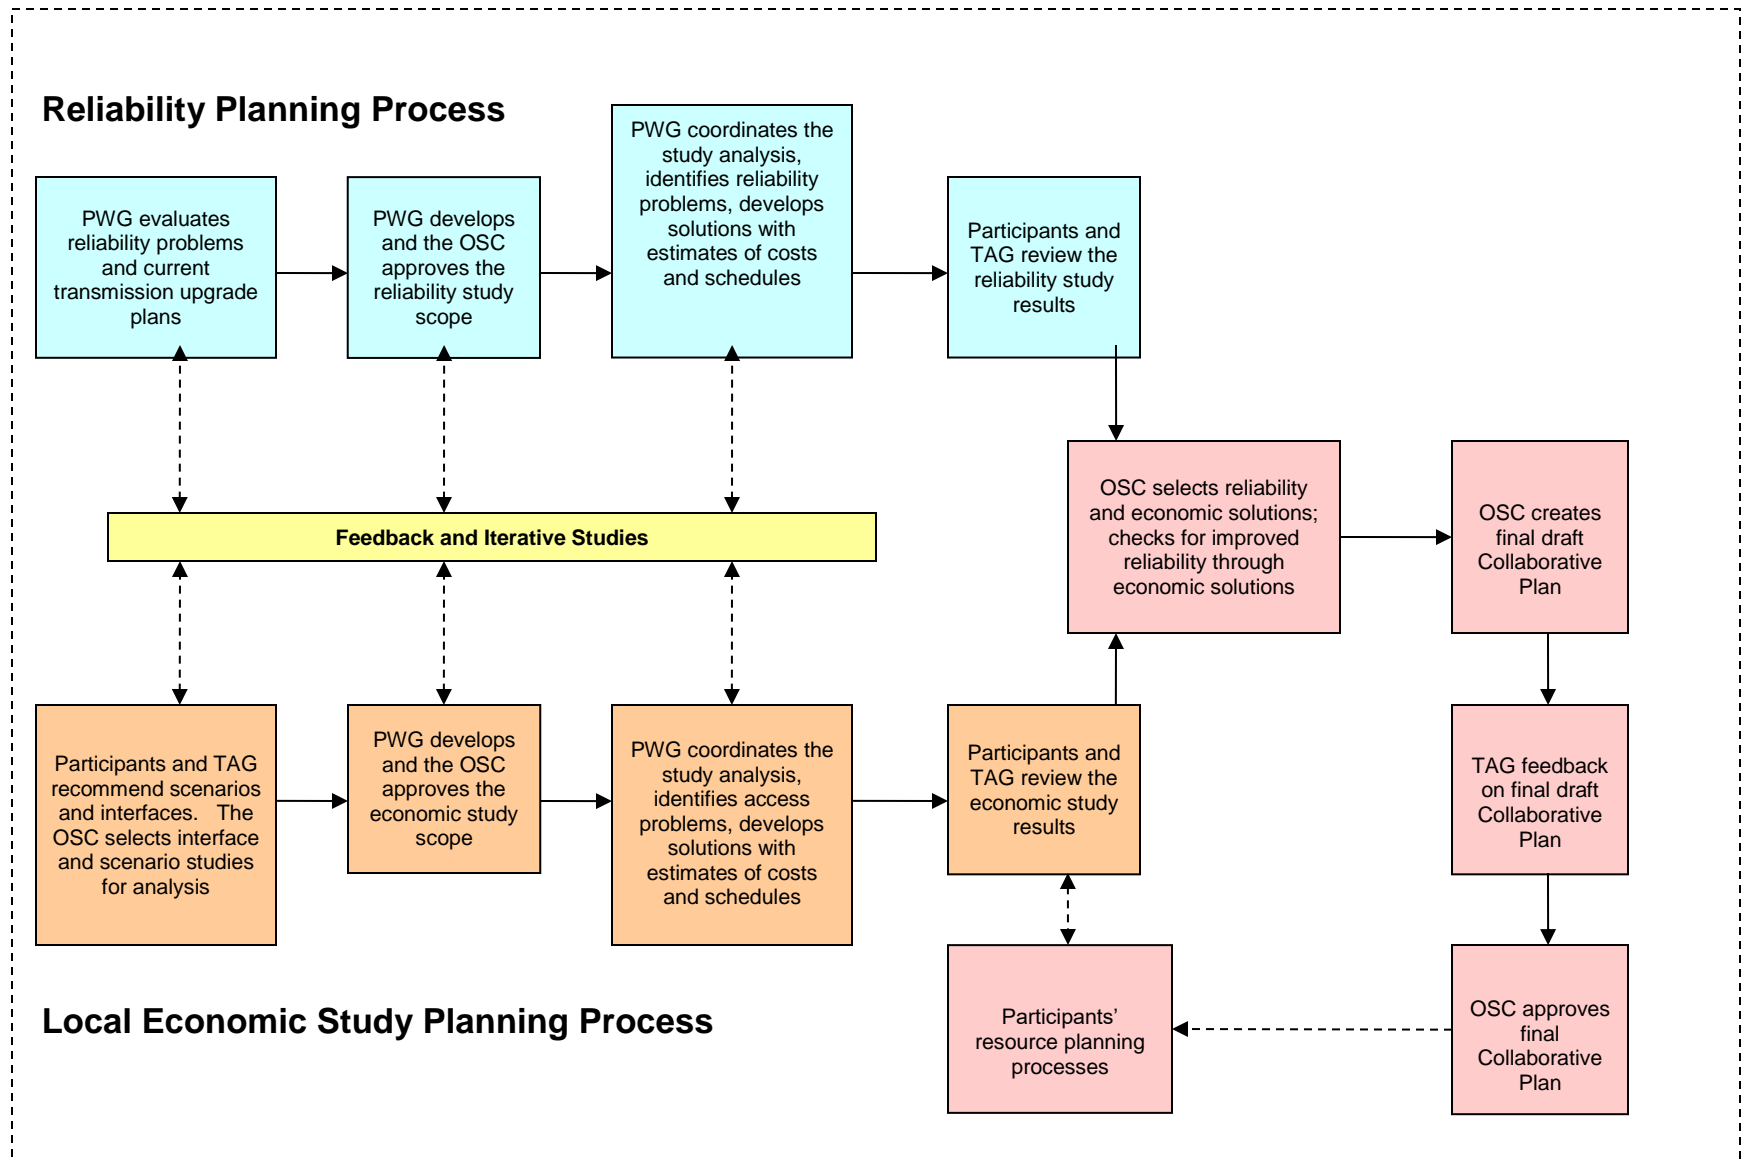 Reliability Planning Process
PWG evaluates
reliability problems
and current
transmission upgrade
plans
PWG develops
and the OSC
approves the
reliability study
scope
PWG coordinates the
study analysis,
identifies reliability
problems, develops
solutions with
estimates of costs
and schedules
Participants and
TAG review the
reliability study
results
Feedback and Iterative Studies
OSC selects reliability
and economic solutions;
checks for improved
reliability through
economic solutions
OSC creates
final draft
Collaborative
Plan
Participants and TAG
recommend scenarios
and interfaces.   The
OSC selects interface
and scenario studies
for analysis
PWG develops
and the OSC
approves the
economic study
scope
PWG coordinates the
study analysis,
identifies access
problems, develops
solutions with
estimates of costs
and schedules
Participants and
TAG review the
economic study
results
TAG feedback
on final draft
Collaborative
Plan
Local Economic Study Planning Process
Participants’
resource planning
processes
OSC approves
final
Collaborative
Plan